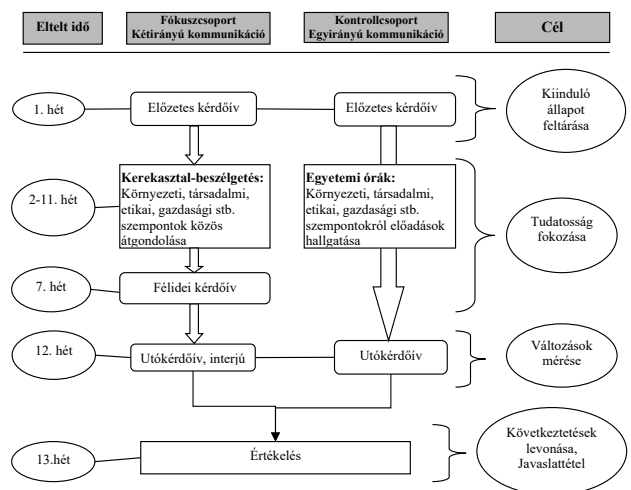 Eltelt idő
Fókuszcsoport
Kétirányú kommunikáció
Kontrollcsoport
Egyirányú kommunikáció
Cél
1. hét
Előzetes kérdőív
Előzetes kérdőív
Kiinduló
állapot
feltárása
2-11. hét
Kerekasztal-beszélgetés:
Környezeti, társadalmi,
etikai, gazdasági stb.
szempontok közös
átgondolása
Egyetemi órák:
Környezeti, társadalmi,
etikai, gazdasági stb.
szempontokról előadások
hallgatása
Tudatosság
fokozása
7. hét
Félidei kérdőív
12. hét
Utókérdőív, interjú
Utókérdőív
Változások
mérése
13.hét
Értékelés
Következtetések
levonása,
Javaslattétel